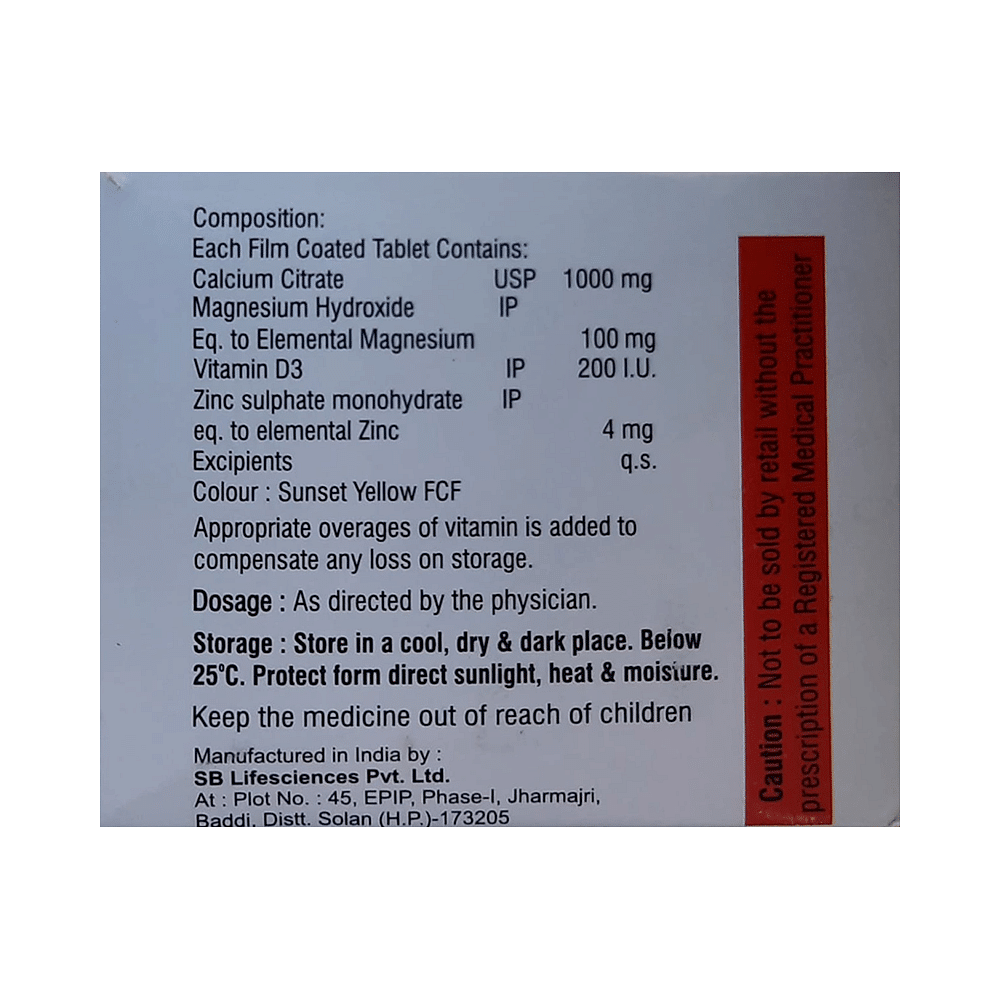 Composition:
Each Film Coated Tablet Contains:
Calcium Citrate USP 1000 mg
Magnesium Hydroxide IP
Eq. to Elemental Magnesium 100 mg
Vitamin D3 IP 200 I.U.
Zinc sulphate monohydrate IP
eq. to elemental Zinc 4 mg
Excipients q.s.
Colour : Sunset Yellow FCF
Appropriate overages of vitamin is added to
compensate any loss on storage.
Dosage : As directed by the physician.
Storage : Store in a cool, dry & dark place. Below
25°C. Protect form direct sunlight, heat & moisture.
Keep the medicine out of reach of children
Manufactured in India by :
SB Lifesciences Pvt. Ltd.
At : Plot No. : 45, EPIP, Phase-I, Jharmajri,
Baddi, Distt. Solan (H.P.)-173205
Caution : Not to be sold by retail without the
prescription of a Registered Medical Practitioner